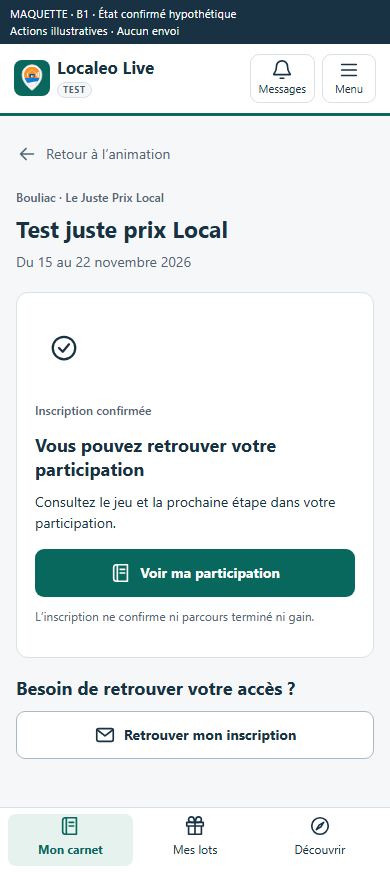 MAQUETTE · B1 · État confirmé hypothétique
Actions illustratives · Aucun envoi
Localeo Live
TEST
Messages
Menu
Retour à l’animation
Bouliac · Le Juste Prix Local
Test juste prix Local
Du 15 au 22 novembre 2026
Inscription confirmée
Vous pouvez retrouver votre
participation
Consultez le jeu et la prochaine étape dans votre
participation.
Voir ma participation
L’inscription ne confirme ni parcours terminé ni gain.
Besoin de retrouver votre accès ?
Retrouver mon inscription
Mon carnet
Mes lots
Découvrir